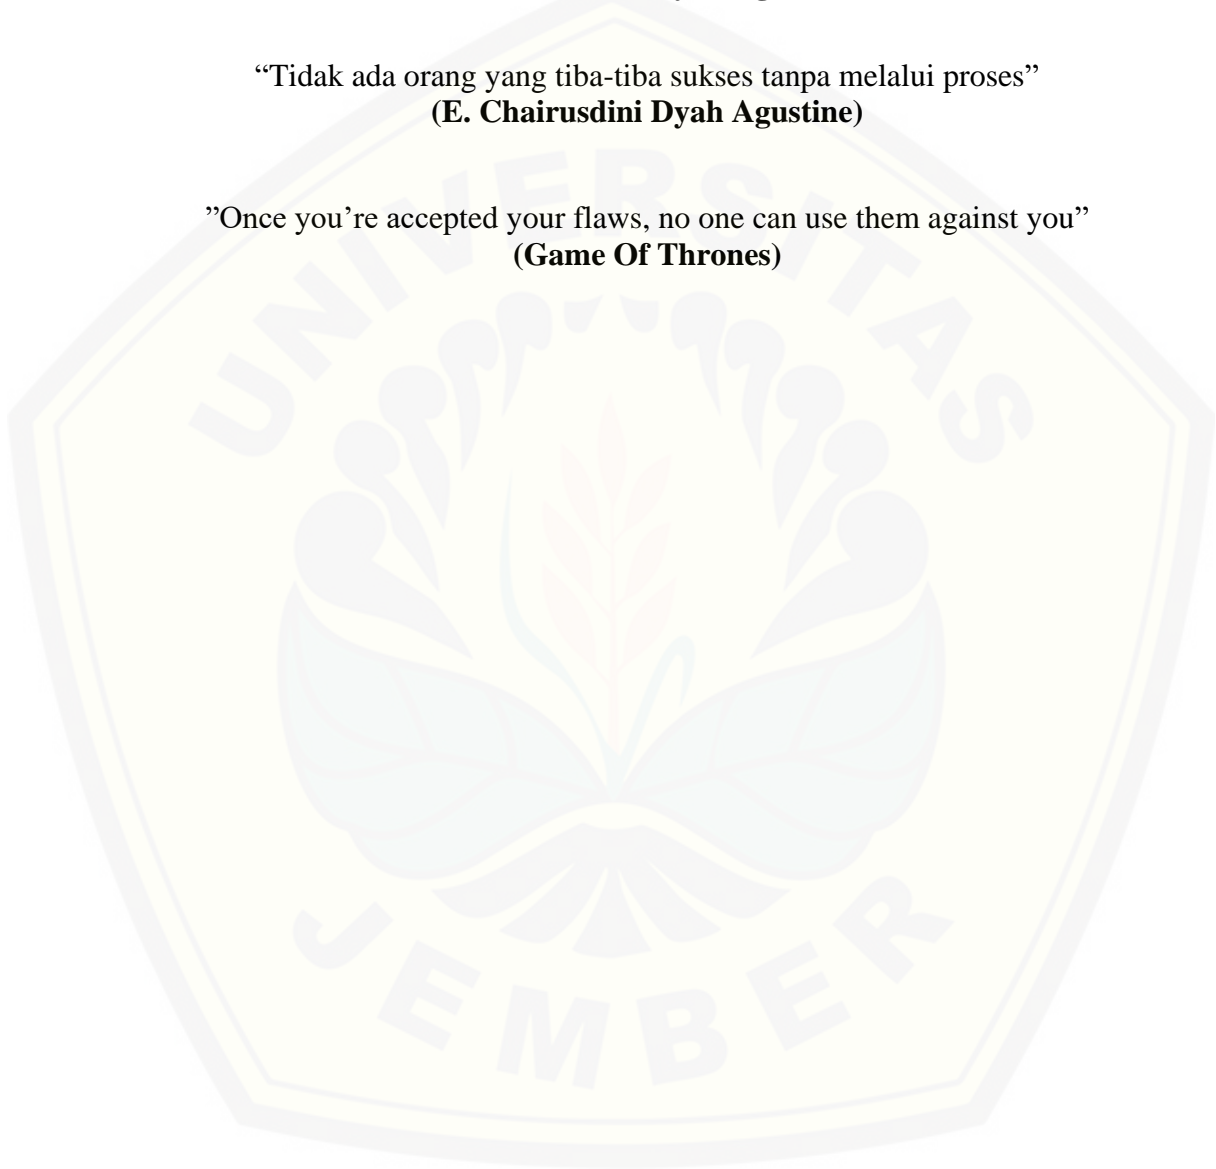 “Tidak ada orang yang tiba-tiba sukses tanpa melalui proses”
(E. Chairusdini Dyah Agustine)
”Once you’re accepted your flaws, no one can use them against you”
(Game Of Thrones)
UNIVERSITAS
JEMBER